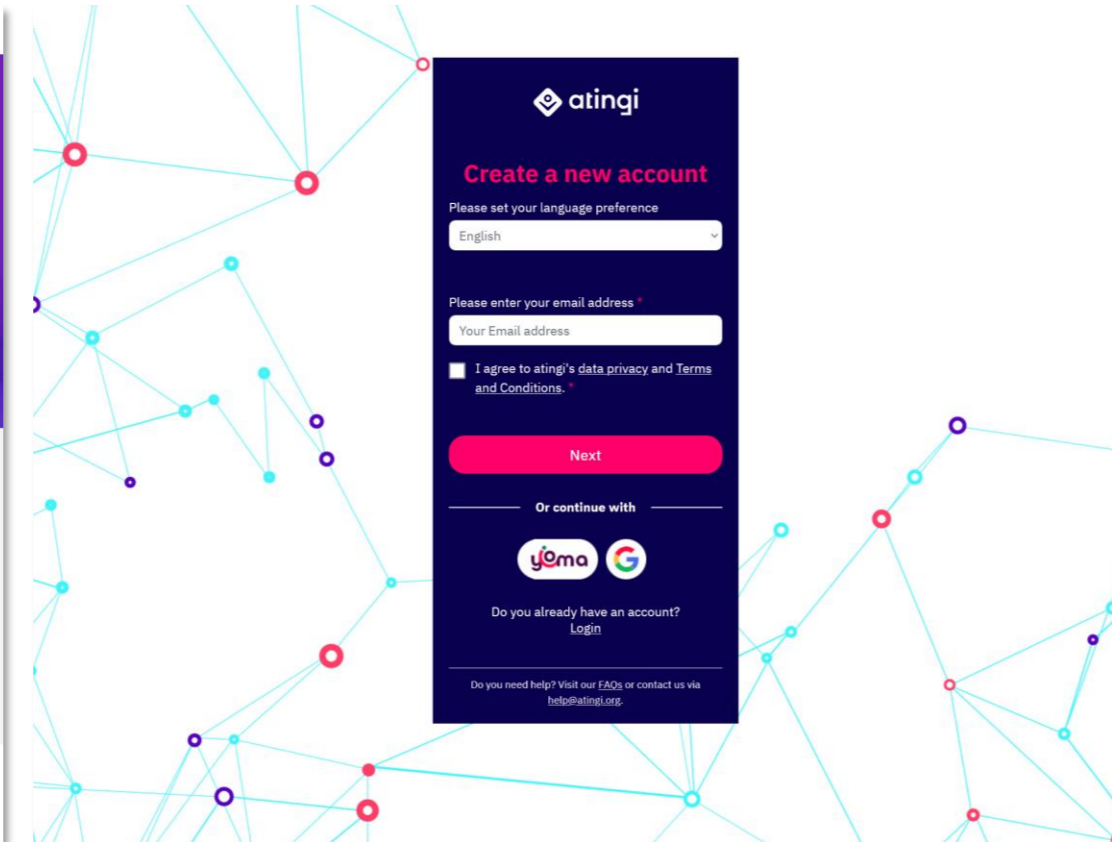 atingi
Create a new account
Please set your language preference
English
Please enter your email address *
Your Email address
I agree to atingi's data privacy and Terms
and Conditions. *
Next
Or continue with
yoma G
Do you already have an account?
Login
Do you need help? Visit our FAQs or contact us via
help@atingi.org.